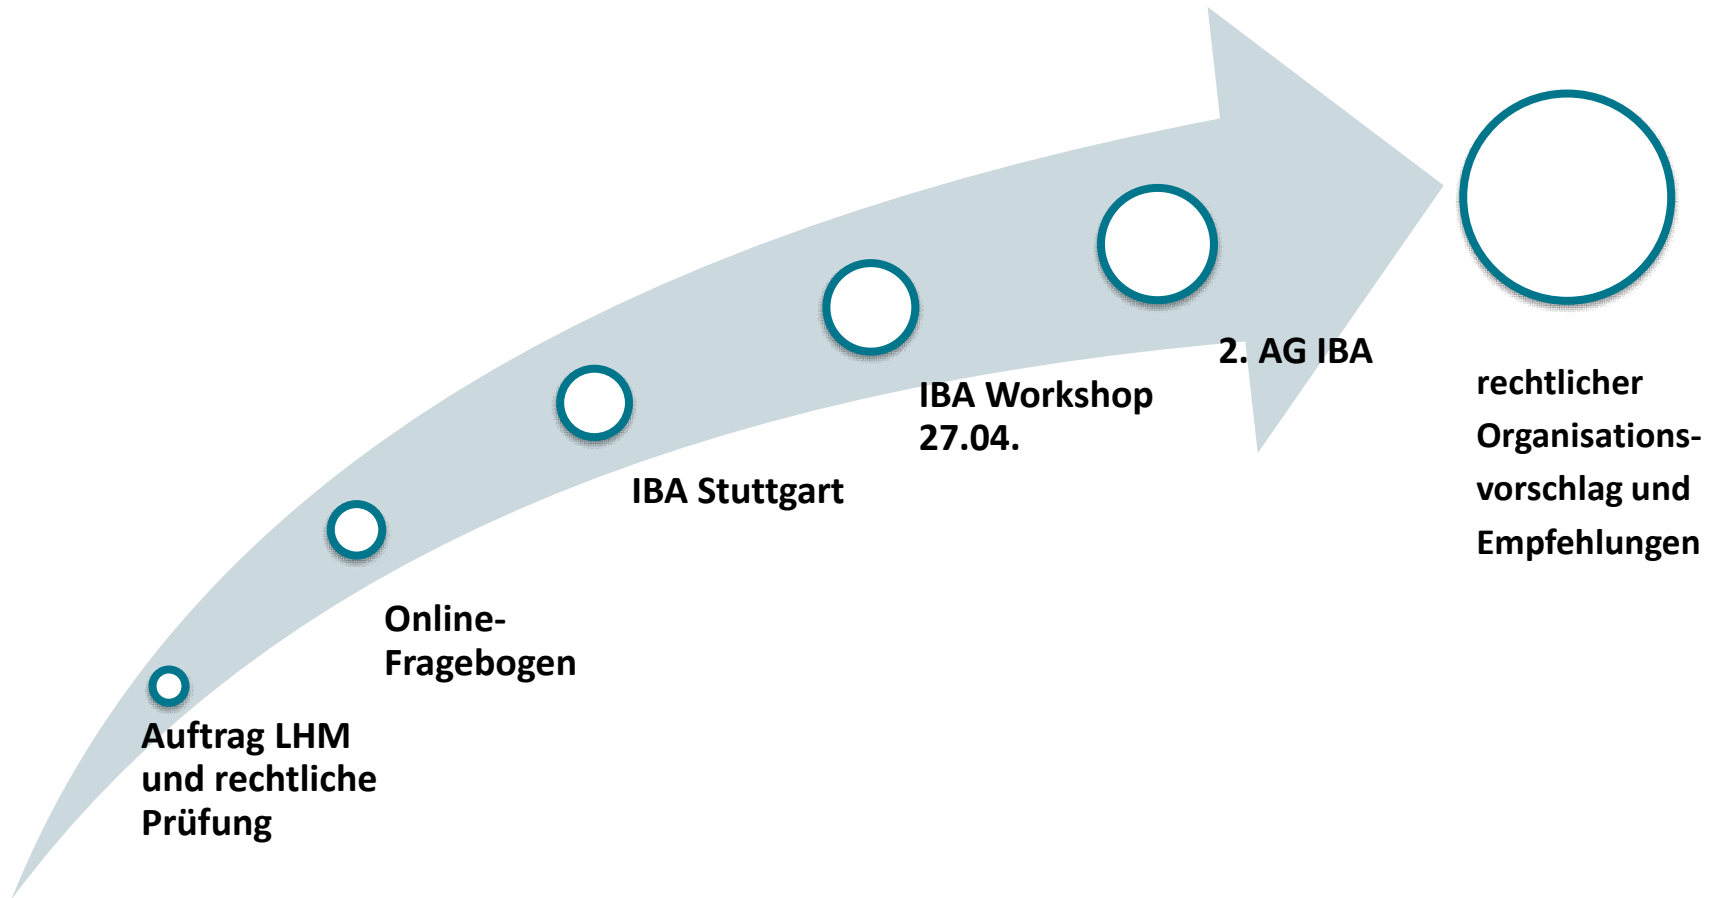 Auftrag LHM
und rechtliche
Prüfung
Online-
Fragebogen
IBA Stuttgart
IBA Workshop
27.04.
2. AG IBA
rechtlicher
Organisations-
vorschlag und
Empfehlungen